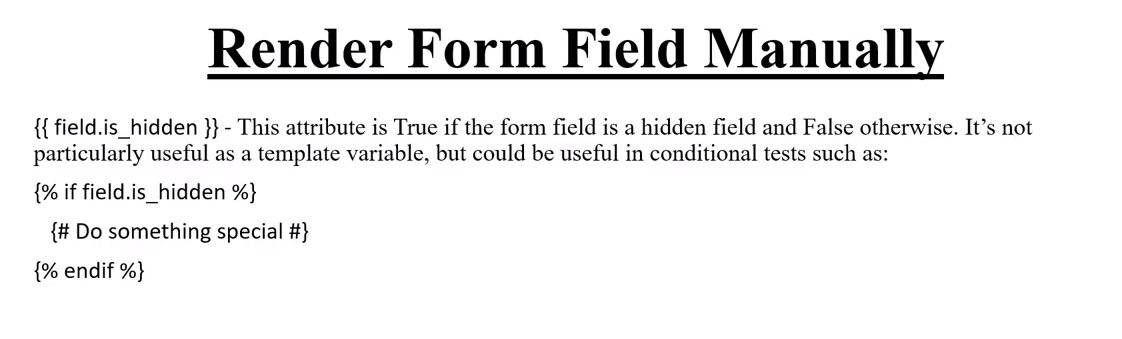 Render Form Field Manually
{{ field.is_hidden }} - This attribute is True if the form field is a hidden field and False otherwise. It’s not
particularly useful as a template variable, but could be useful in conditional tests such as:
{% if field.is_hidden %}
{# Do something special #}
{% endif %}